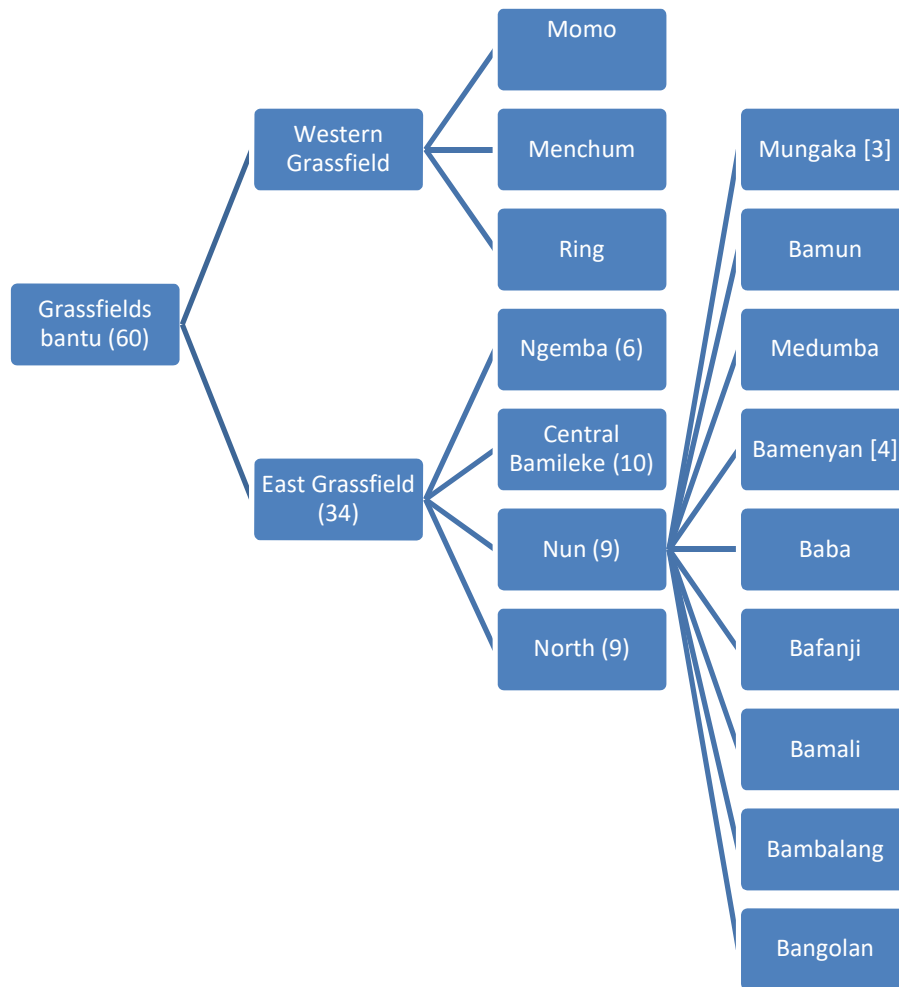 Momo
Western
Grassfield
Menchum
Mungaka [3]
Ring
Bamun
Grassfields
bantu (60)
Ngemba (6)
Medumba
Central
Bamileke (10)
Bamenyan [4]
East Grassfield
(34)
Nun (9)
Baba
North (9)
Bafanji
Bamali
Bambalang
Bangolan